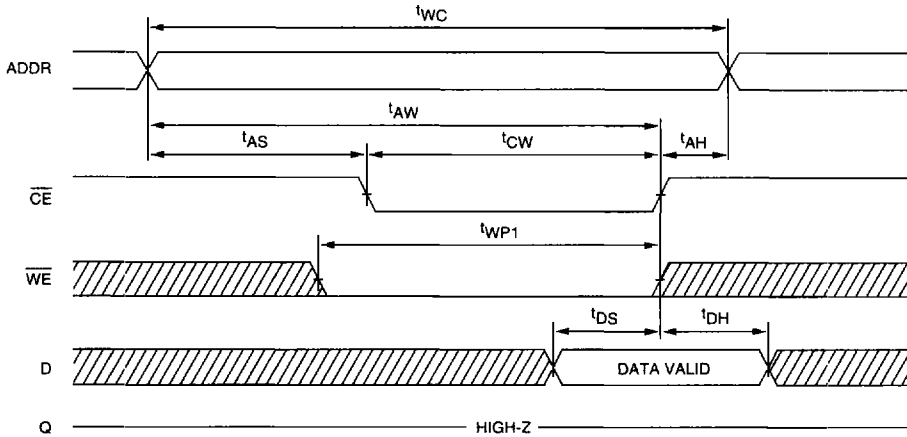 tWC
ADDR
tAW
tAS
tCW
tAH
CE
tWP1
WE
tDS
tDH
D
DATA VALID
Q
HIGH-Z